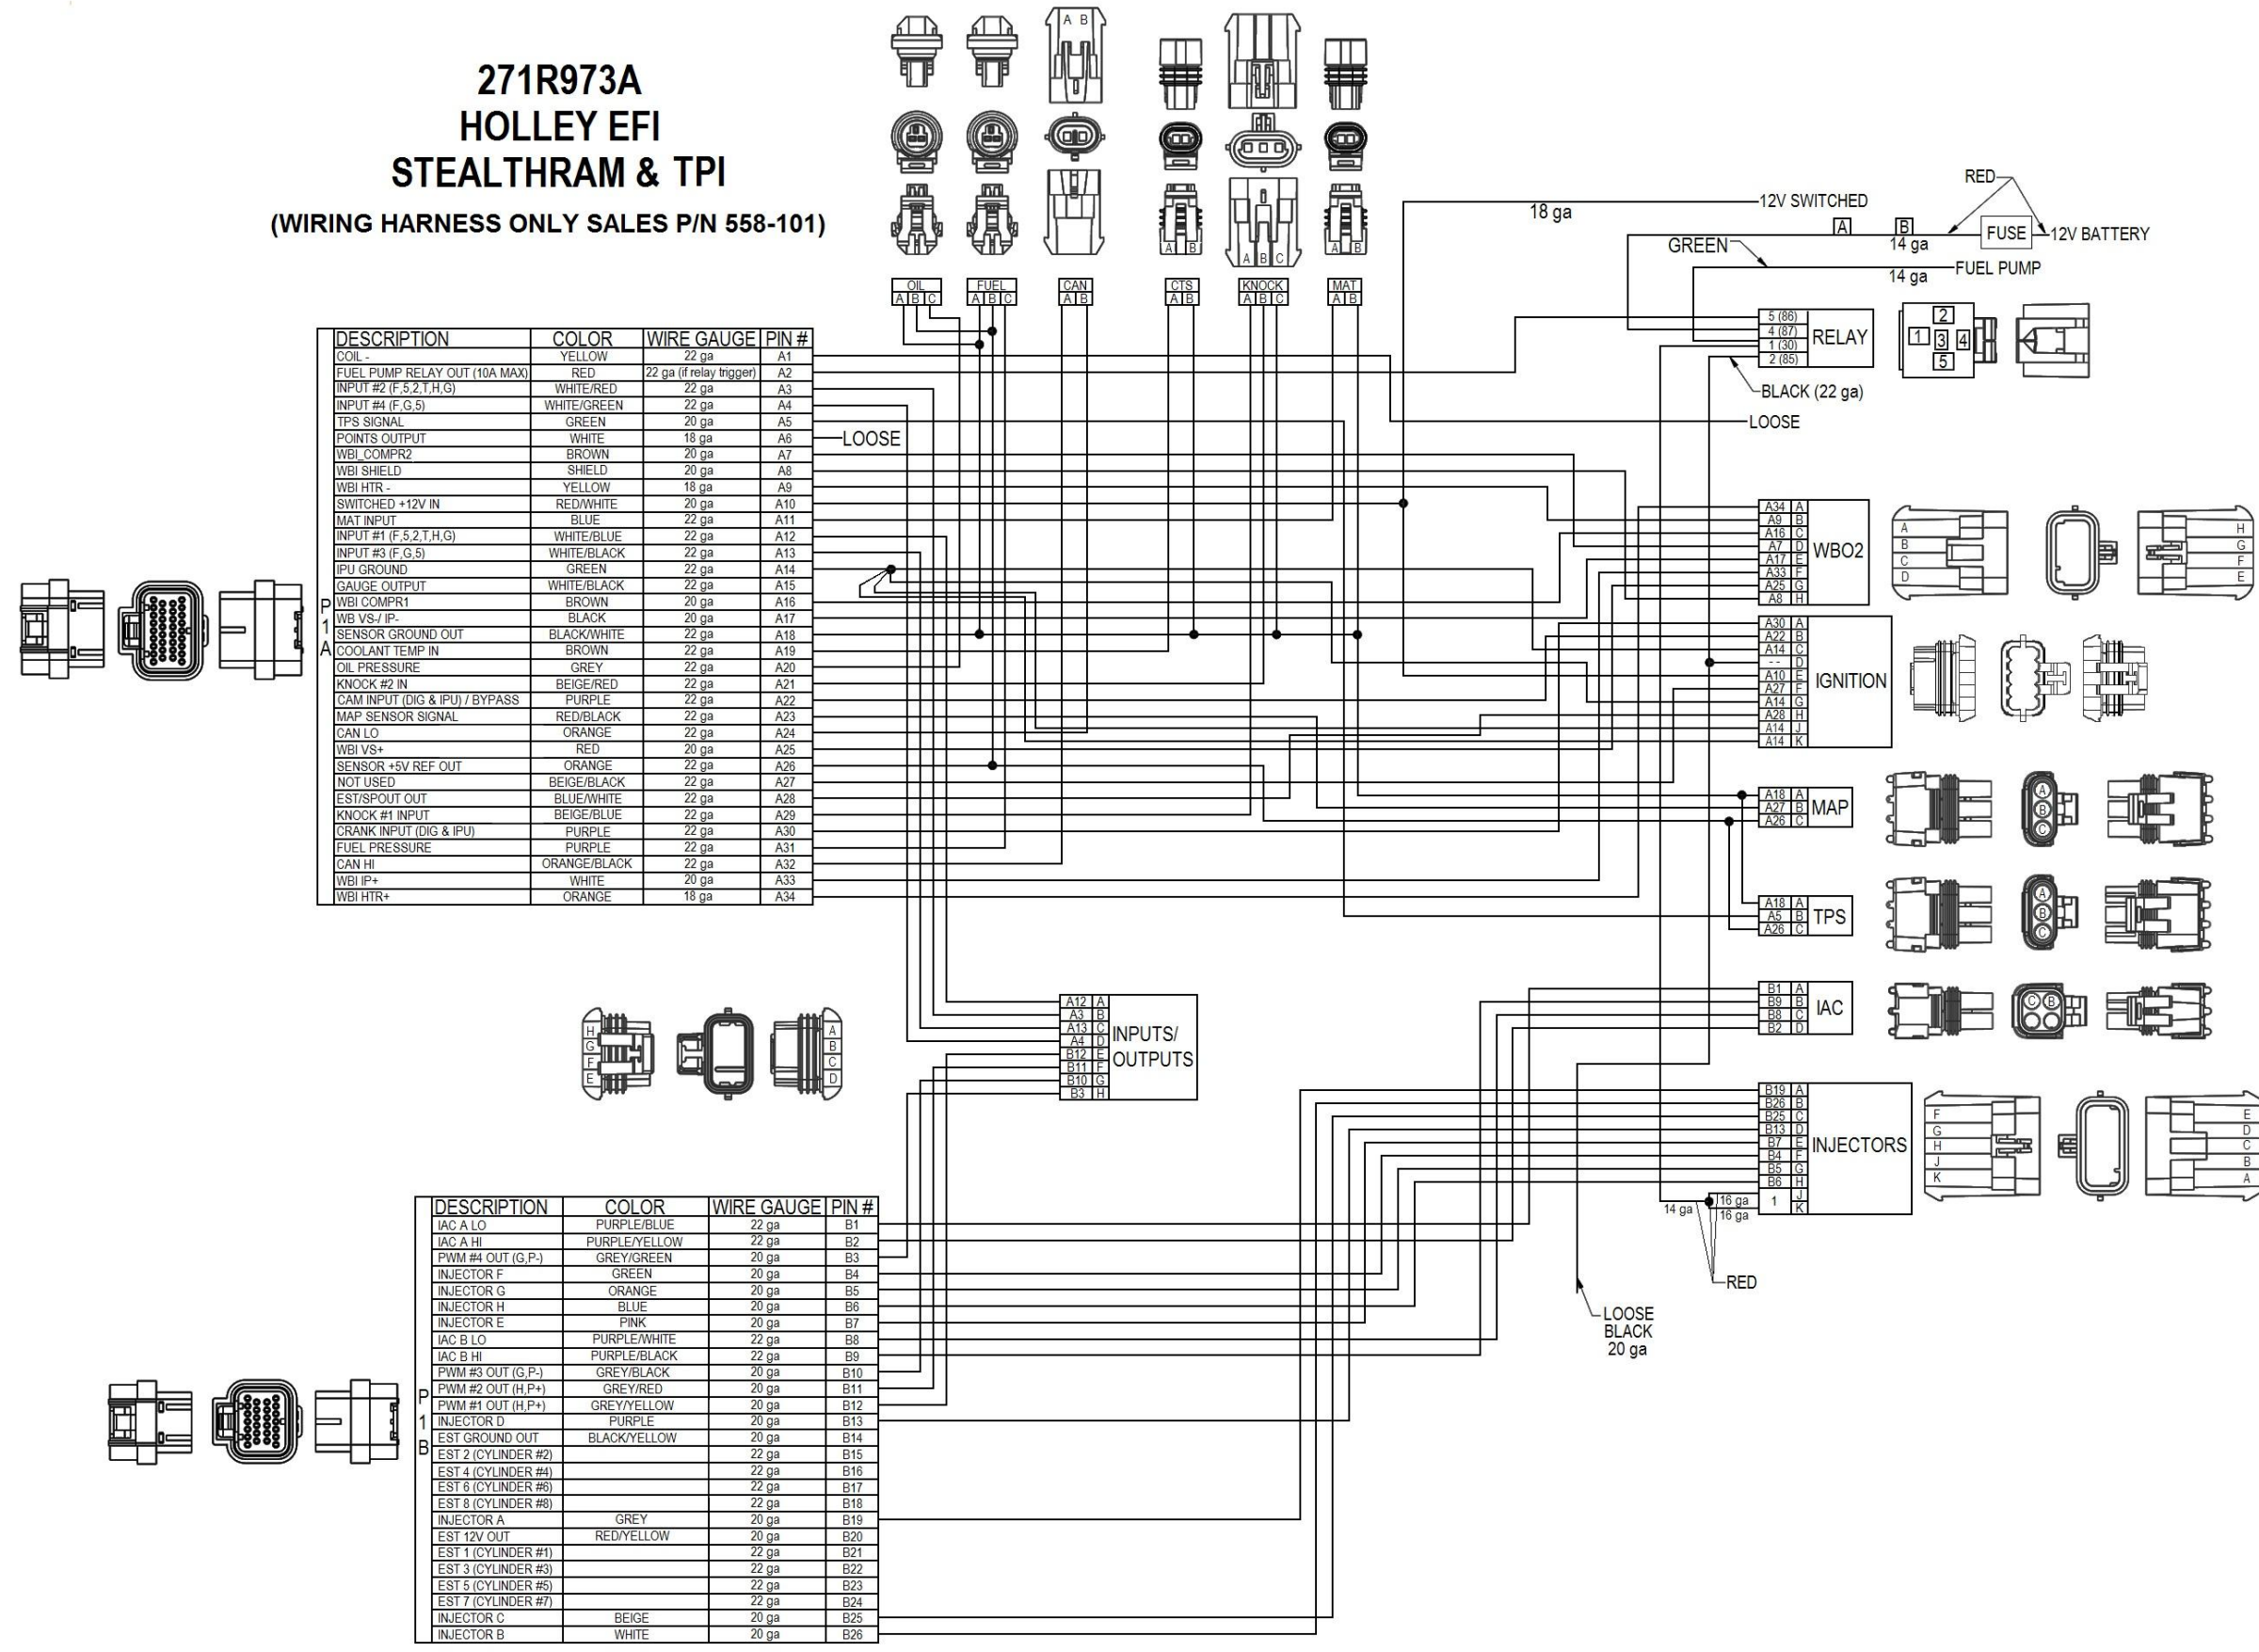 271R973A
HOLLEY EFI
STEALTHRAM & TPI
(WIRING HARNESS ONLY SALES P/N 558-101)
A B
A B
A B C
A B
OIL
A B C
FUEL
A B C
CAN
A B
CTS
A B
KNOCK
A B C
MAT
A B
12V SWITCHED
18 ga
RED
A
B
14 ga
FUSE
12V BATTERY
GREEN
FUEL PUMP
14 ga
5 (86)
4 (87)
1 (30)
2 (85)
RELAY
1 2 3 4 5
BLACK (22 ga)
LOOSE
P1A
DESCRIPTION COLOR WIRE GAUGE PIN #
COIL - YELLOW 22 ga A1
FUEL PUMP RELAY OUT (10A MAX) RED 22 ga (if relay trigger) A2
INPUT #2 (F,5,2,T,H,G) WHITE/RED 22 ga A3
INPUT #4 (F,G,5) WHITE/GREEN 22 ga A4
TPS SIGNAL GREEN 20 ga A5
POINTS OUTPUT WHITE 18 ga A6
LOOSE
WBI_COMPR2 BROWN 20 ga A7
WBI SHIELD SHIELD 20 ga A8
WBI HTR - YELLOW 18 ga A9
SWITCHED +12V IN RED/WHITE 20 ga A10
MAT INPUT BLUE 22 ga A11
INPUT #1 (F,5,2,T,H,G) WHITE/BLUE 22 ga A12
INPUT #3 (F,G,5) WHITE/BLACK 22 ga A13
IPU GROUND GREEN 22 ga A14
GAUGE OUTPUT WHITE/BLACK 22 ga A15
WBI COMPR1 BROWN 20 ga A16
WB VS-/ IP- BLACK 20 ga A17
SENSOR GROUND OUT BLACK/WHITE 22 ga A18
COOLANT TEMP IN BROWN 22 ga A19
OIL PRESSURE GREY 22 ga A20
KNOCK #2 IN BEIGE/RED 22 ga A21
CAM INPUT (DIG & IPU) / BYPASS PURPLE 22 ga A22
MAP SENSOR SIGNAL RED/BLACK 22 ga A23
CAN LO ORANGE 22 ga A24
WBI VS+ RED 20 ga A25
SENSOR +5V REF OUT ORANGE 22 ga A26
NOT USED BEIGE/BLACK 22 ga A27
EST/SPOUT OUT BLUE/WHITE 22 ga A28
KNOCK #1 INPUT BEIGE/BLUE 22 ga A29
CRANK INPUT (DIG & IPU) PURPLE 22 ga A30
FUEL PRESSURE PURPLE 22 ga A31
CAN HI ORANGE/BLACK 22 ga A32
WBI IP+ WHITE 20 ga A33
WBI HTR+ ORANGE 18 ga A34
A34 A
A9 B
A16 C
A7 D
A17 E
A33 F
A25 G
A8 H
WBO2
A B C D
H G F E
A30 A
A22 B
A14 C
- - D
A10 E
A27 F
A14 G
A28 H
A14 J
A14 K
IGNITION
A18 A
A27 B
A26 C
MAP
A B C
A18 A
A5 B
A26 C
TPS
A B C
B1 A
B9 B
B8 C
B2 D
IAC
C B
H G F E
A B C D
A12 A
A3 B
A13 C
A4 D
B12 E
B11 F
B10 G
B3 H
INPUTS/
OUTPUTS
B19 A
B26 B
B25 C
B13 D
B7 E
B4 F
B5 G
B6 H
1 J
K
INJECTORS
F G H J K
E D C B A
14 ga
16 ga
16 ga
RED
LOOSE
BLACK
20 ga
P1B
DESCRIPTION COLOR WIRE GAUGE PIN #
IAC A LO PURPLE/BLUE 22 ga B1
IAC A HI PURPLE/YELLOW 22 ga B2
PWM #4 OUT (G,P-) GREY/GREEN 20 ga B3
INJECTOR F GREEN 20 ga B4
INJECTOR G ORANGE 20 ga B5
INJECTOR H BLUE 20 ga B6
INJECTOR E PINK 20 ga B7
IAC B LO PURPLE/WHITE 22 ga B8
IAC B HI PURPLE/BLACK 22 ga B9
PWM #3 OUT (G,P-) GREY/BLACK 20 ga B10
PWM #2 OUT (H,P+) GREY/RED 20 ga B11
PWM #1 OUT (H,P+) GREY/YELLOW 20 ga B12
INJECTOR D PURPLE 20 ga B13
EST GROUND OUT BLACK/YELLOW 20 ga B14
EST 2 (CYLINDER #2) 22 ga B15
EST 4 (CYLINDER #4) 22 ga B16
EST 6 (CYLINDER #6) 22 ga B17
EST 8 (CYLINDER #8) 22 ga B18
INJECTOR A GREY 20 ga B19
EST 12V OUT RED/YELLOW 20 ga B20
EST 1 (CYLINDER #1) 22 ga B21
EST 3 (CYLINDER #3) 22 ga B22
EST 5 (CYLINDER #5) 22 ga B23
EST 7 (CYLINDER #7) 22 ga B24
INJECTOR C BEIGE 20 ga B25
INJECTOR B WHITE 20 ga B26